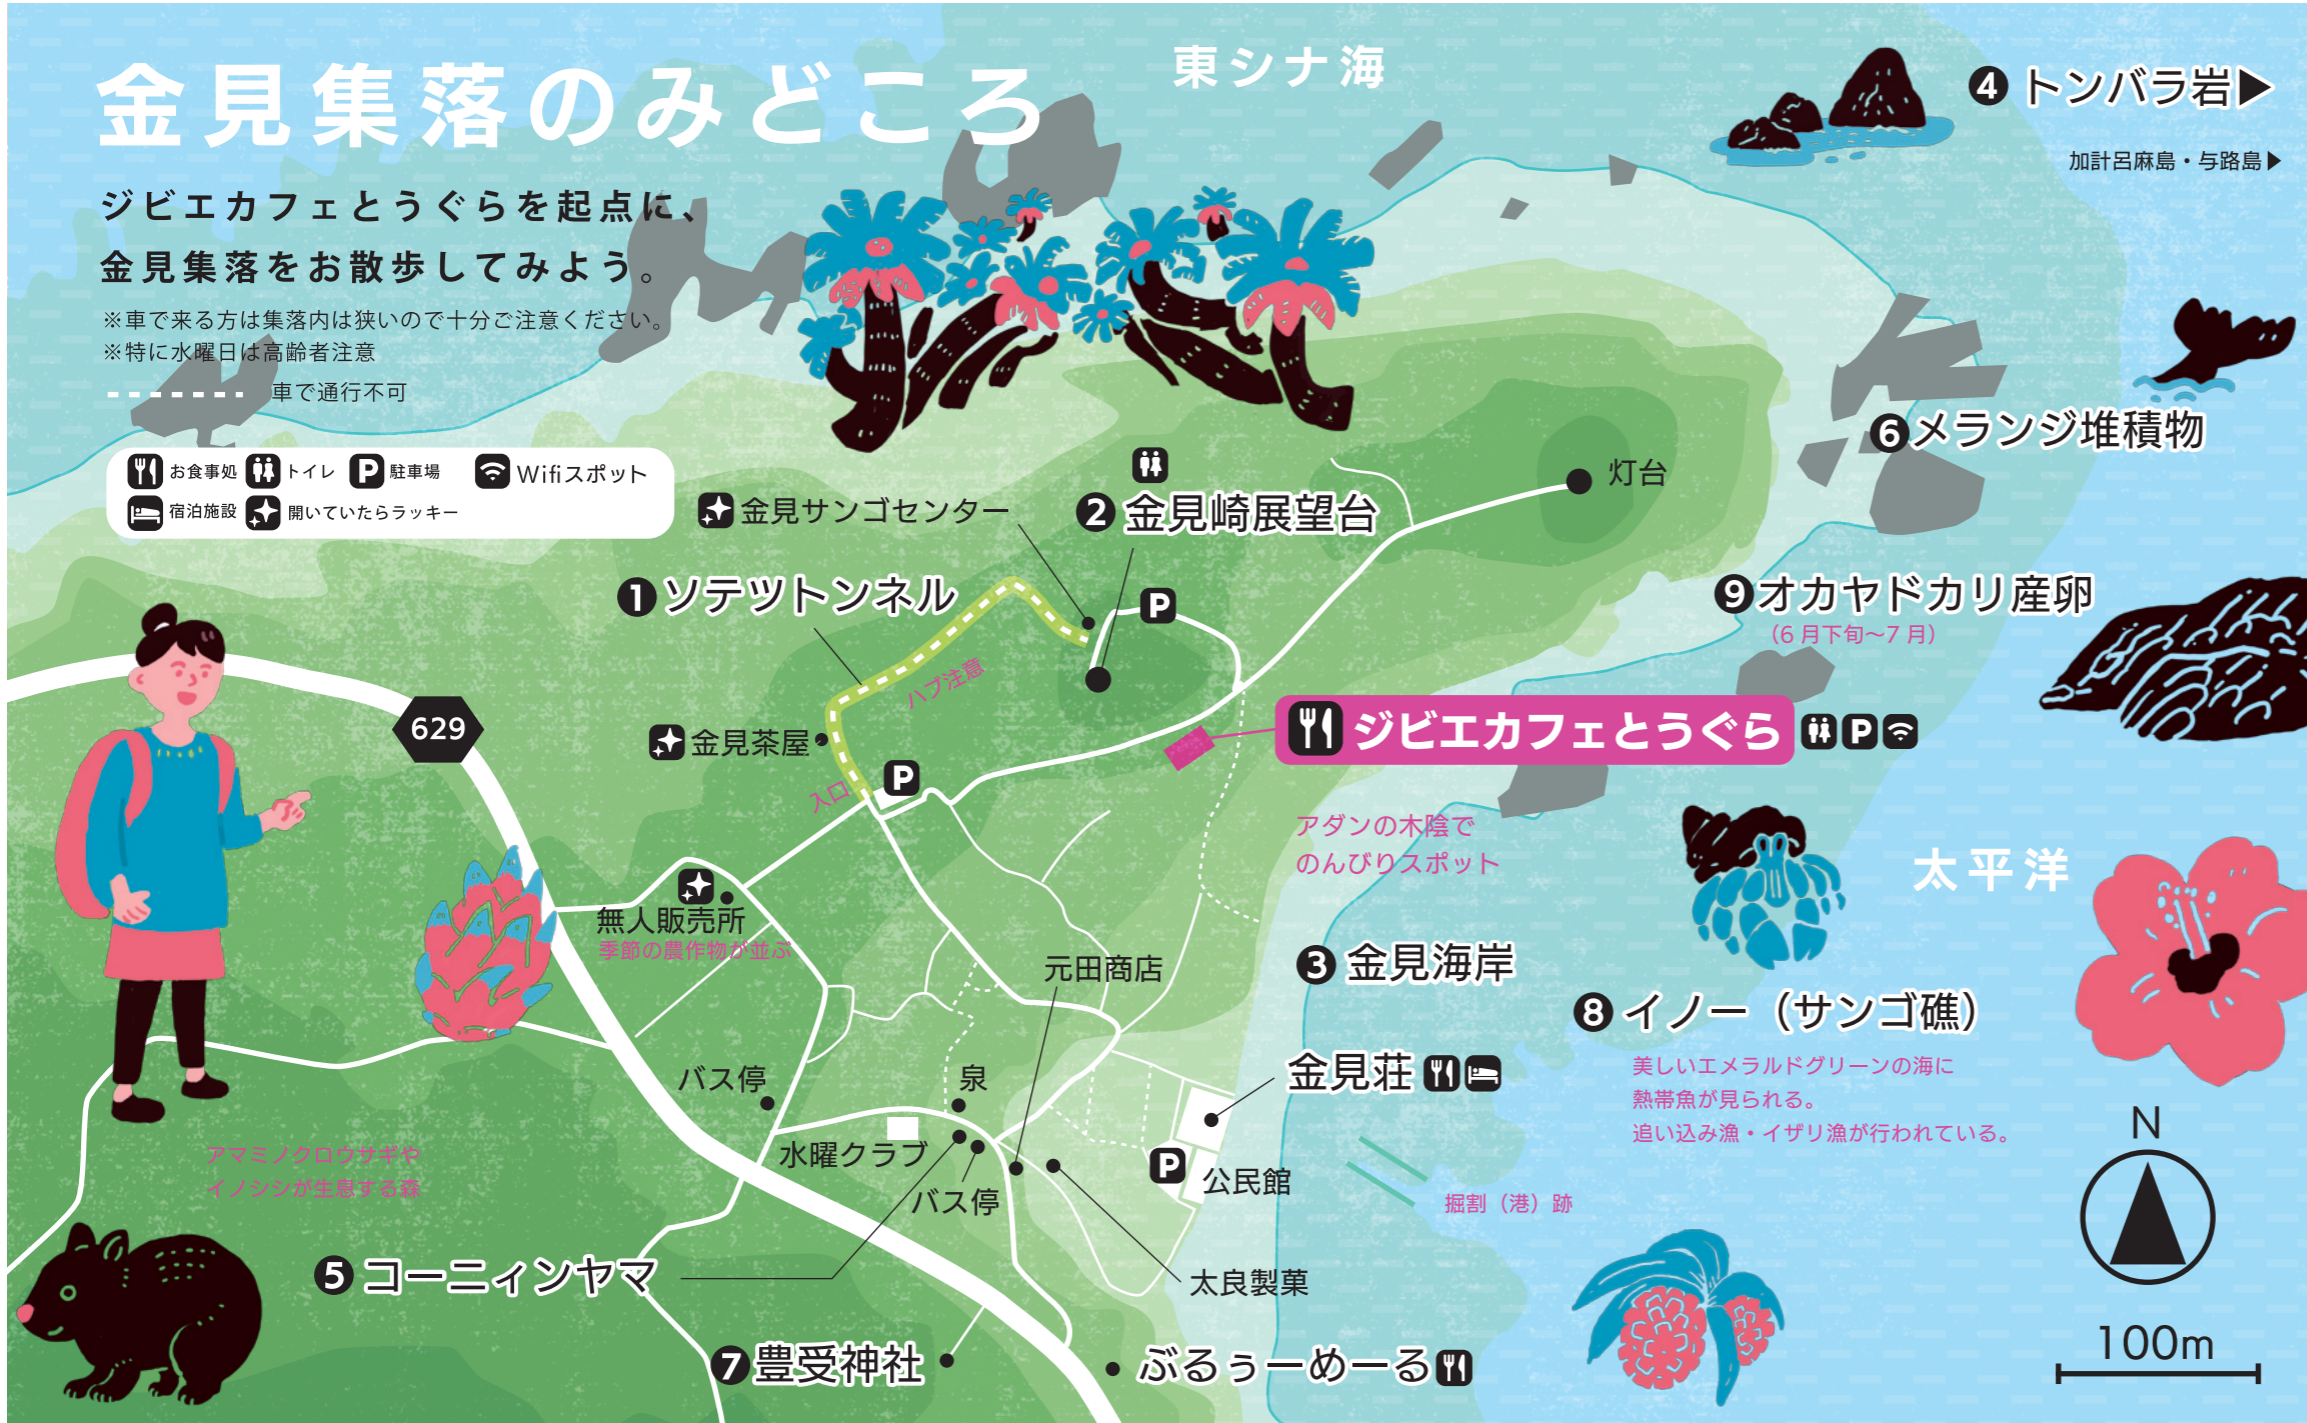 金見集落のみどころ
ジビエカフェとうぐらを起点に、
金見集落をお散歩してみよう。
※車で来る方は集落内は狭いので十分ご注意ください。
※特に水曜日は高齢者注意
車で通行不可
お食事処 トイレ P 駐車場 Wifiスポット
宿泊施設 開いていたらラッキー
東シナ海
4 トンバラ岩▶
加計呂麻島・与路島▶
6 メランジ堆積物
灯台
金見サンゴセンター
2 金見崎展望台
1 ソテツトンネル
P
9 オカヤドカリ産卵
(6 月下旬～7 月)
ハブ注意
629
金見茶屋
ジビエカフェとうぐら P
入口
P
アダンの木陰で
のんびりスポット
太平洋
無人販売所
季節の農作物が並ぶ
元田商店
3 金見海岸
8 イノー（サンゴ礁）
美しいエメラルドグリーンの海に
熱帯魚が見られる。
追い込み漁・イザリ漁が行われている。
金見荘
バス停
泉
水曜クラブ
バス停
P
公民館
掘割（港）跡
アマミノクロウサギや
イノシシが生息する森
5 コーニィンヤマ
太良製菓
7 豊受神社
ぶるぅーめーる
N
100m